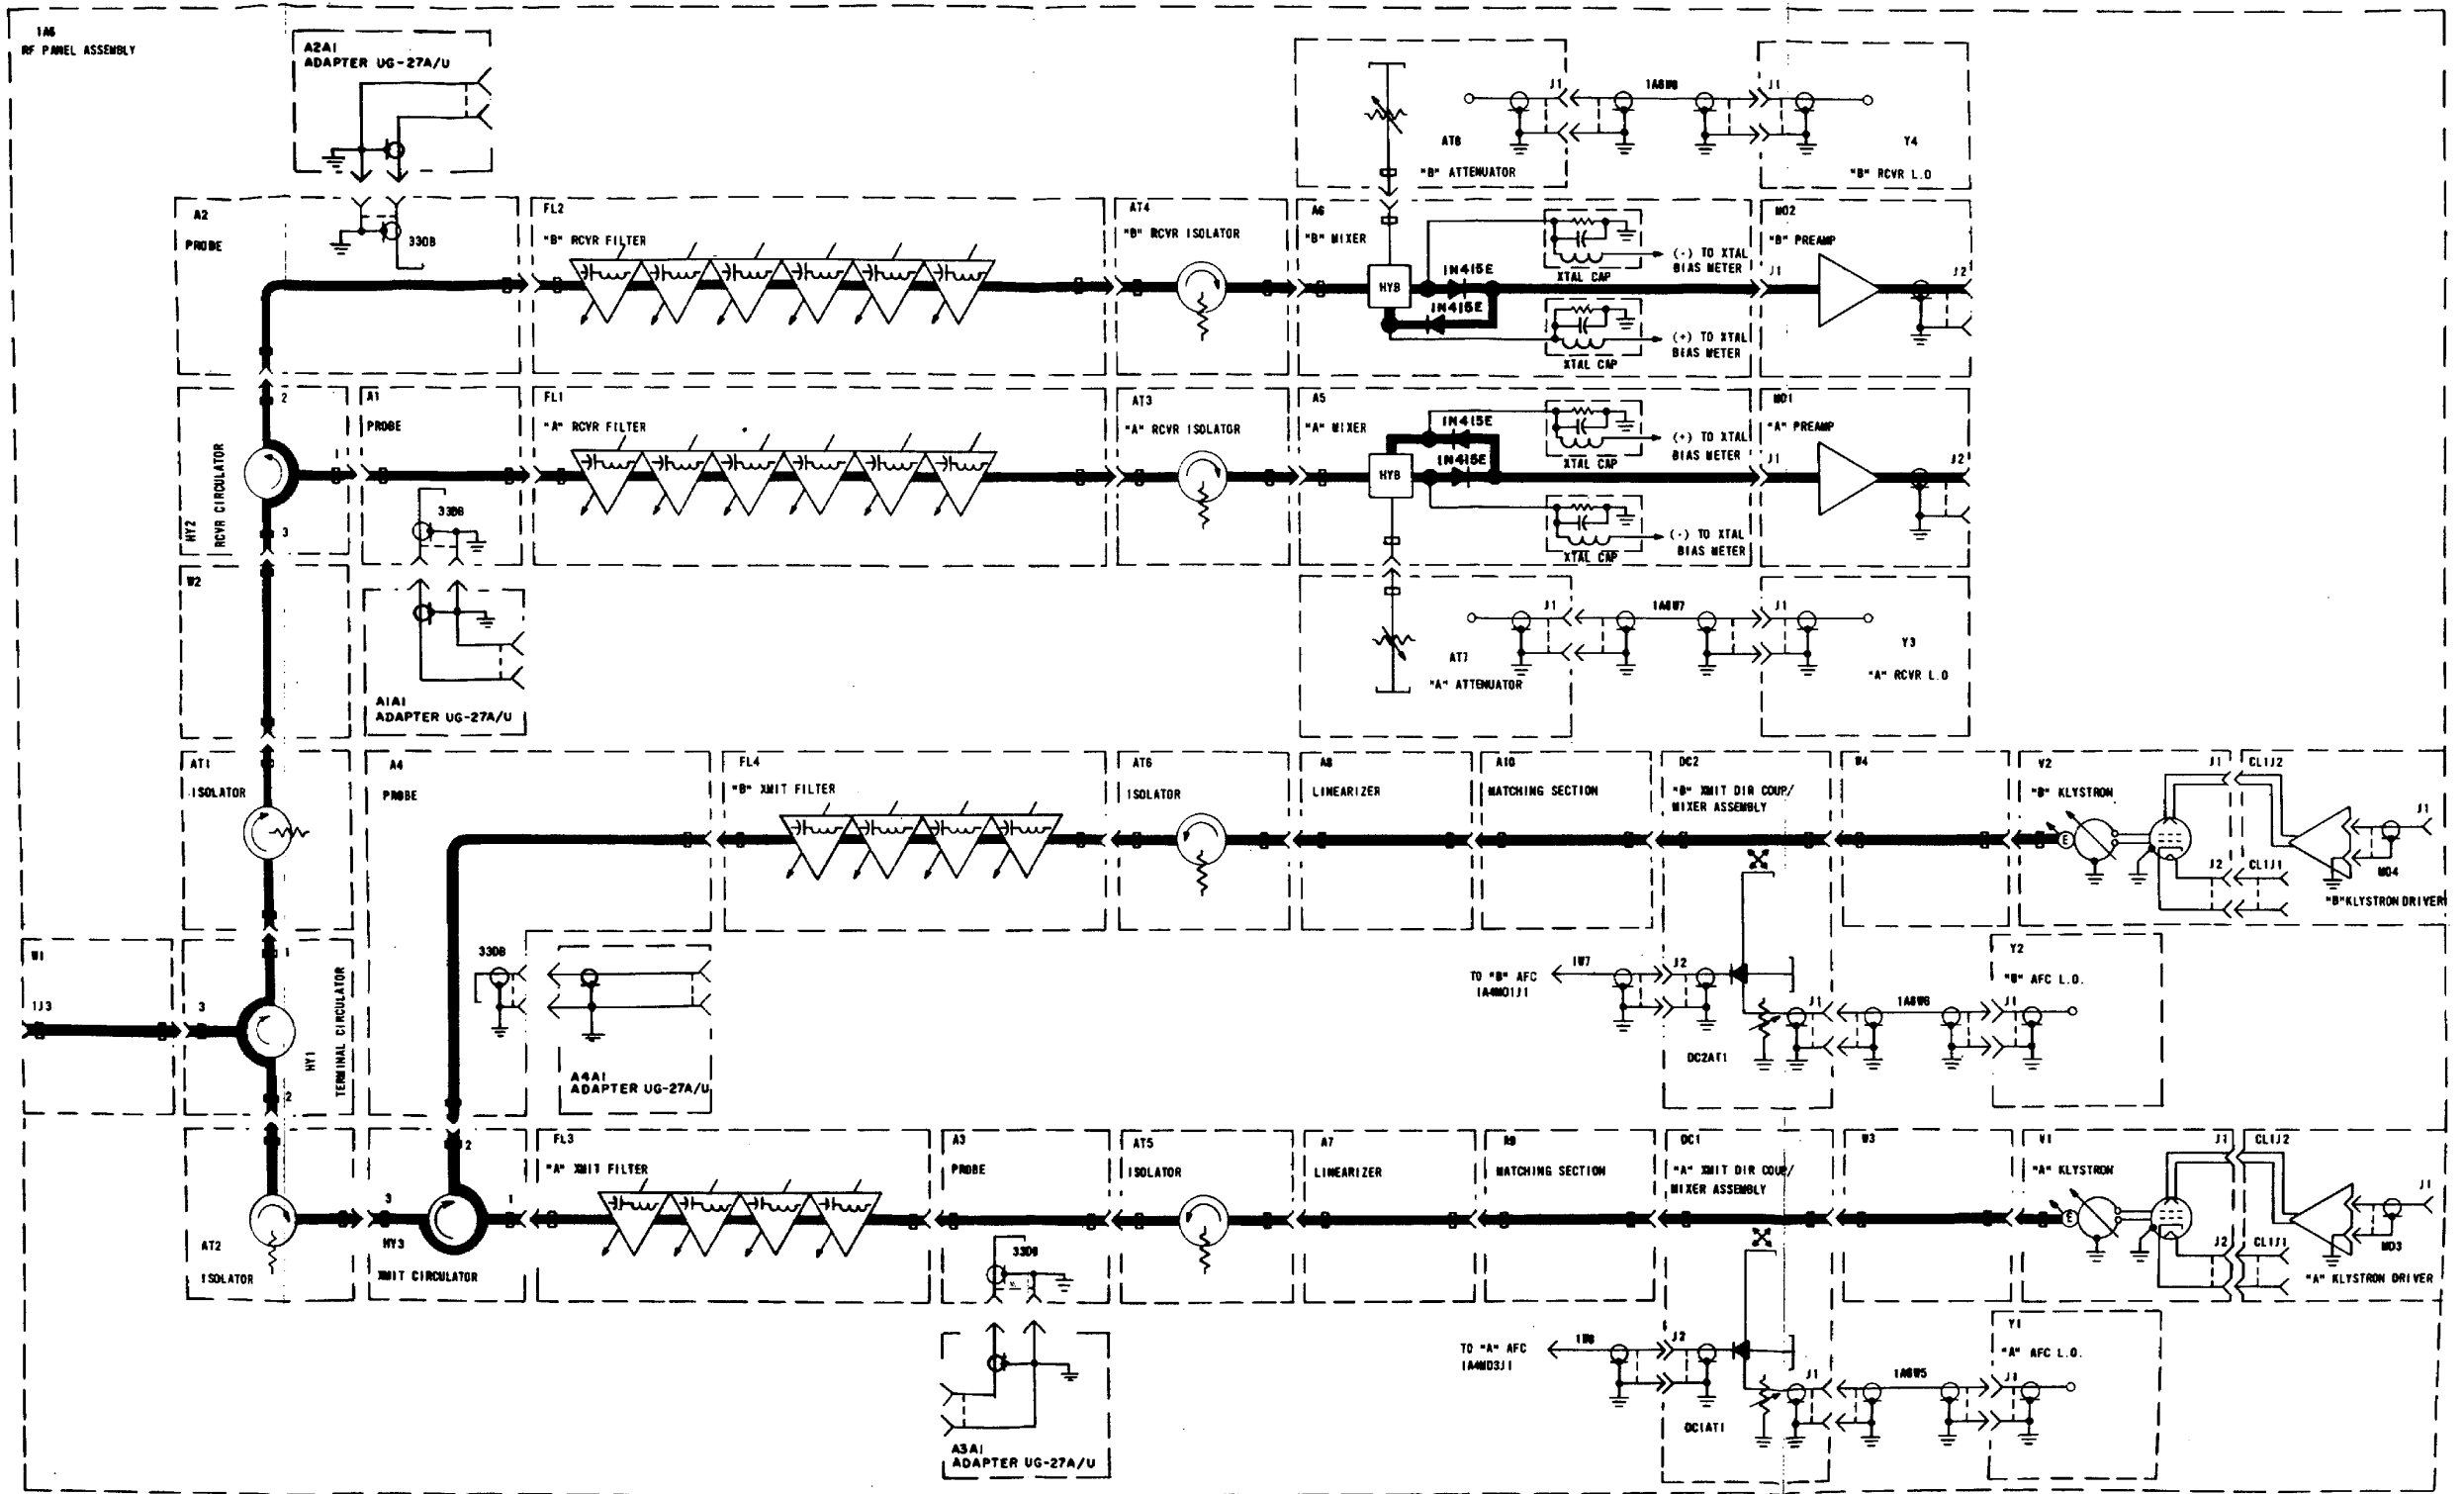 1A6
RF PANEL ASSEMBLY
A2A1
ADAPTER UG-27A/U
J1
1A6W8
J1
AT8
Y4
"B" ATTENUATOR
"B" RCVR L.O
A2
PROBE
33DB
FL2
"B" RCVR FILTER
AT4
"B" RCVR ISOLATOR
A6
"B" MIXER
HYB
1N415E
1N415E
XTAL CAP
(-) TO XTAL
BIAS METER
(+) TO XTAL
BIAS METER
XTAL CAP
MO2
"B" PREAMP
J1
J2
2
HY2
RCVR CIRCULATOR
3
A1
PROBE
33DB
FL1
"A" RCVR FILTER
AT3
"A" RCVR ISOLATOR
A5
"A" MIXER
HYB
1N415E
1N415E
XTAL CAP
(+) TO XTAL
BIAS METER
(-) TO XTAL
BIAS METER
XTAL CAP
MO1
"A" PREAMP
J1
J2
W2
A1A1
ADAPTER UG-27A/U
J1
1A6W7
J1
AT7
Y3
"A" ATTENUATOR
"A" RCVR L.O
AT1
ISOLATOR
A4
PROBE
33DB
FL4
"B" XMIT FILTER
AT6
ISOLATOR
A8
LINEARIZER
A10
MATCHING SECTION
DC2
"B" XMIT DIR COUP/
MIXER ASSEMBLY
W4
V2
"B" KLYSTRON
J1
CL1J2
J2
CL1J1
J1
MO4
"B" KLYSTRON DRIVER
W1
1J3
3
1
2
HY1
TERMINAL CIRCULATOR
A4A1
ADAPTER UG-27A/U
TO "B" AFC
1A4MO1J1
1W7
J2
DC2AT1
J1
1A6W6
J1
Y2
"B" AFC L.O.
AT2
ISOLATOR
3
2
1
HY3
XMIT CIRCULATOR
FL3
"A" XMIT FILTER
A3
PROBE
33DB
AT5
ISOLATOR
A7
LINEARIZER
A9
MATCHING SECTION
DC1
"A" XMIT DIR COUP/
MIXER ASSEMBLY
W3
V1
"A" KLYSTRON
J1
CL1J2
J2
CL1J1
J1
MO3
"A" KLYSTRON DRIVER
A3A1
ADAPTER UG-27A/U
TO "A" AFC
1A4MO3J1
1W8
J2
DC1AT1
J1
1A6W5
J1
Y1
"A" AFC L.O.